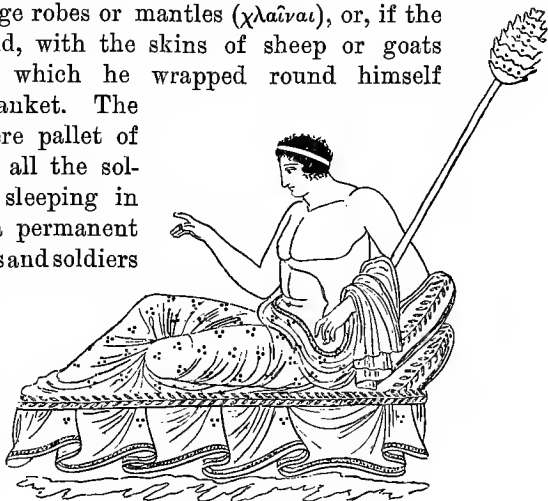 ge robes or mantles (χλαῖναι), or, if the
d, with the skins of sheep or goats
which he wrapped round himself
anket. The
re pallet of
all the sol-
sleeping in
permanent
s and soldiers